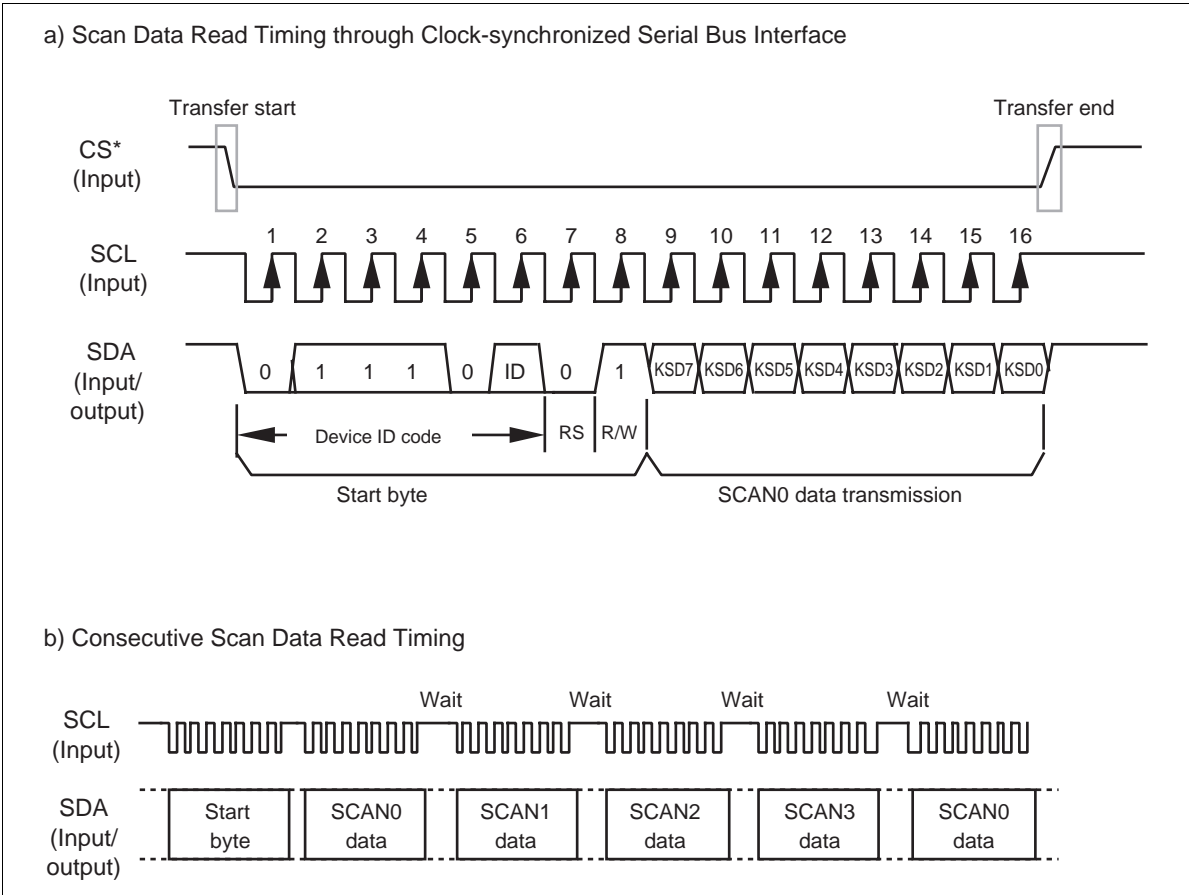 a) Scan Data Read Timing through Clock-synchronized Serial Bus Interface
Transfer start
Transfer end
CS*
(Input)
1 2 3 4 5 6 7 8 9 10 11 12 13 14 15 16
SCL
(Input)
SDA
(Input/
output)
0 1 1 1 0 ID 0 1 KSD7 KSD6 KSD5 KSD4 KSD3 KSD2 KSD1 KSD0
Device ID code RS R/W
Start byte SCAN0 data transmission
b) Consecutive Scan Data Read Timing
Wait Wait Wait Wait
SCL
(Input)
SDA
(Input/
output)
Start
byte
SCAN0
data
SCAN1
data
SCAN2
data
SCAN3
data
SCAN0
data